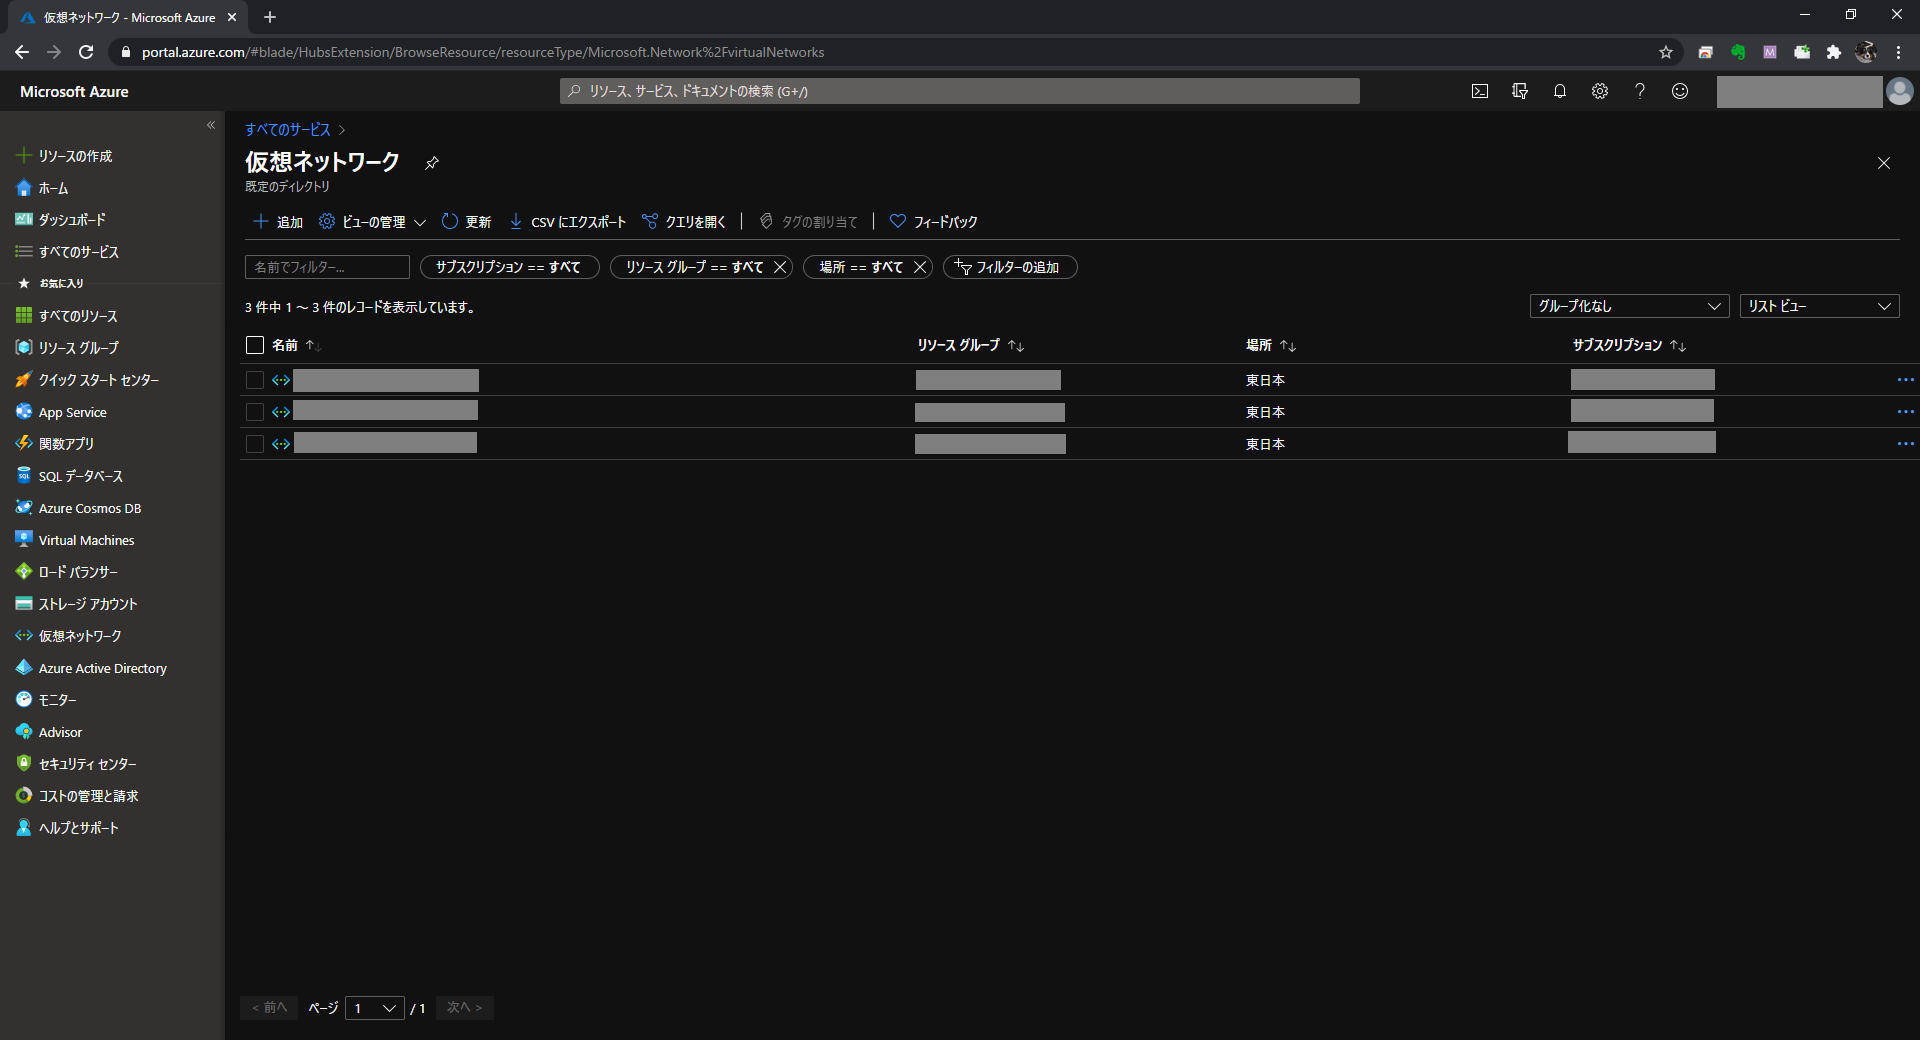 仮想ネットワーク - Microsoft Azure
portal.azure.com/#blade/HubsExtension/BrowseResource/resourceType/Microsoft.Network%2FvirtualNetworks
Microsoft Azure
リソース、サービス、ドキュメントの検索 (G+/)
«
リソースの作成
ホーム
ダッシュボード
すべてのサービス
お気に入り
すべてのリソース
リソース グループ
クイック スタート センター
App Service
関数アプリ
SQL データベース
Azure Cosmos DB
Virtual Machines
ロード バランサー
ストレージ アカウント
仮想ネットワーク
Azure Active Directory
モニター
Advisor
セキュリティ センター
コストの管理と請求
ヘルプとサポート
すべてのサービス >
仮想ネットワーク
既定のディレクトリ
追加 ビューの管理 更新 CSV にエクスポート クエリを開く タグの割り当て フィードバック
名前でフィルター... サブスクリプション == すべて リソース グループ == すべて 場所 == すべて フィルターの追加
3 件中 1 ～ 3 件のレコードを表示しています。 グループ化なし リスト ビュー
名前 ↑↓ リソース グループ ↑↓ 場所 ↑↓ サブスクリプション ↑↓
東日本
東日本
東日本
< 前へ ページ 1 / 1 次へ >